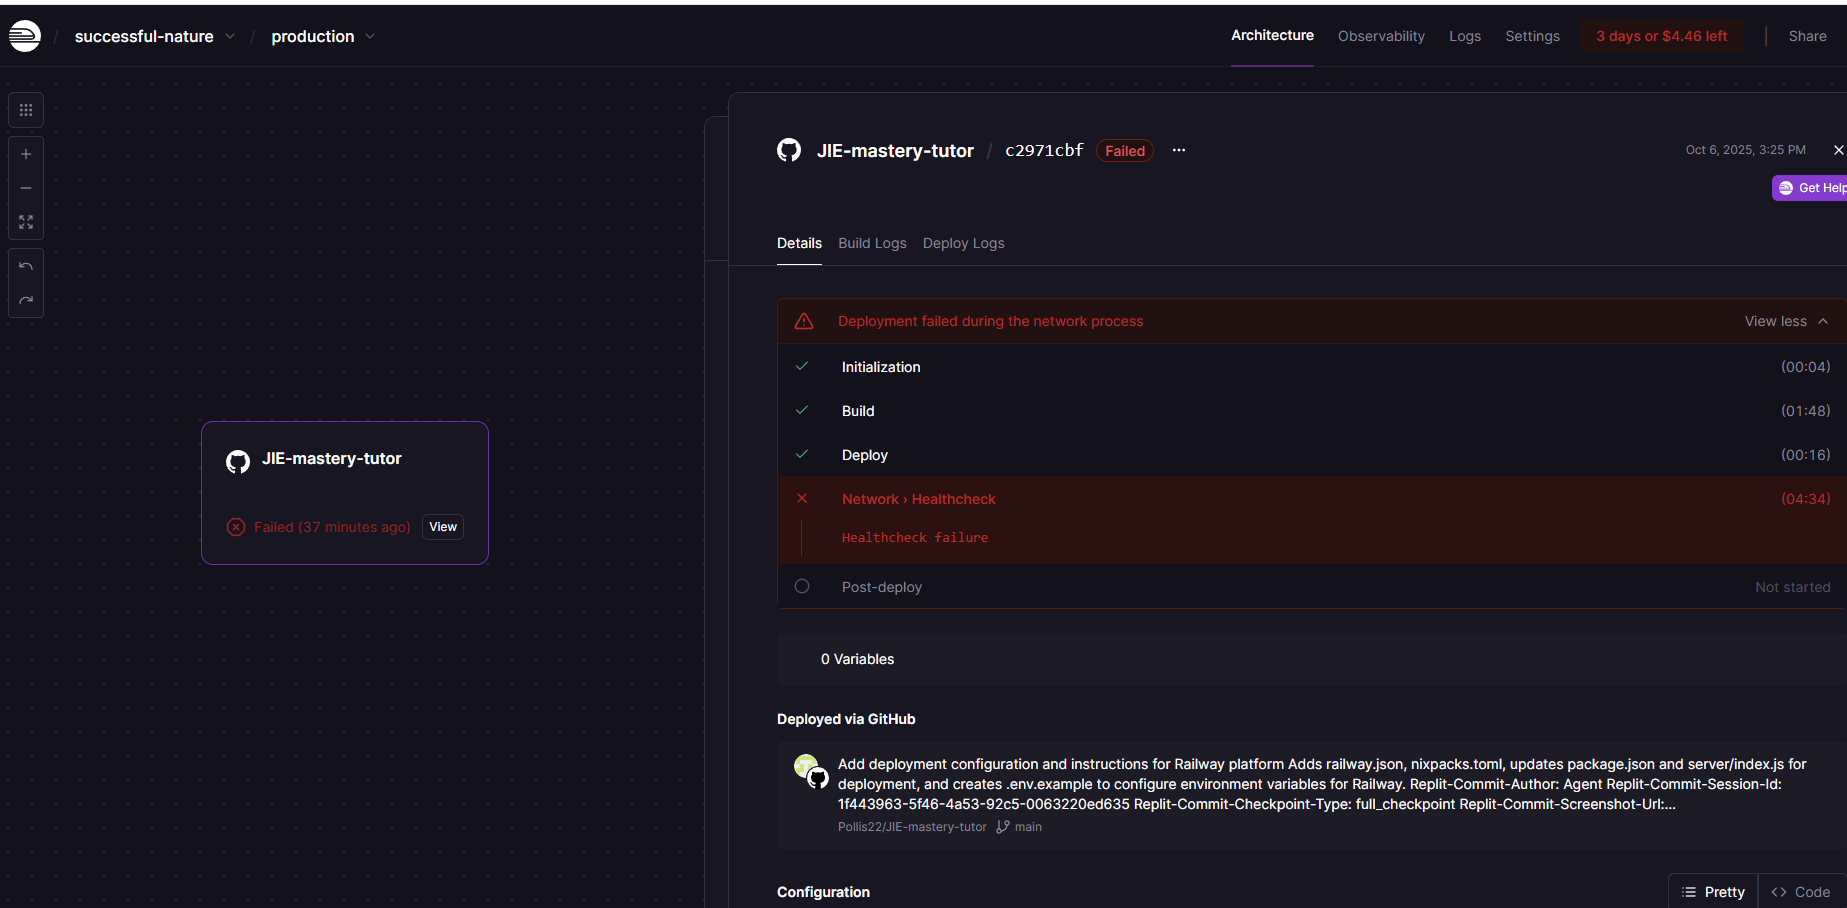 successful-nature / production
Architecture Observability Logs Settings 3 days or $4.46 left Share
JIE-mastery-tutor / c2971cbf Failed ···
Oct 6, 2025, 3:25 PM
Get Help
Details Build Logs Deploy Logs
Deployment failed during the network process View less
Initialization (00:04)
Build (01:48)
Deploy (00:16)
Network › Healthcheck (04:34)
Healthcheck failure
Post-deploy Not started
JIE-mastery-tutor
Failed (37 minutes ago) View
0 Variables
Deployed via GitHub
Add deployment configuration and instructions for Railway platform Adds railway.json, nixpacks.toml, updates package.json and server/index.js for
deployment, and creates .env.example to configure environment variables for Railway. Replit-Commit-Author: Agent Replit-Commit-Session-Id:
1f443963-5f46-4a53-92c5-0063220ed635 Replit-Commit-Checkpoint-Type: full_checkpoint Replit-Commit-Screenshot-Url:...
Pollis22/JIE-mastery-tutor main
Configuration
Pretty <> Code